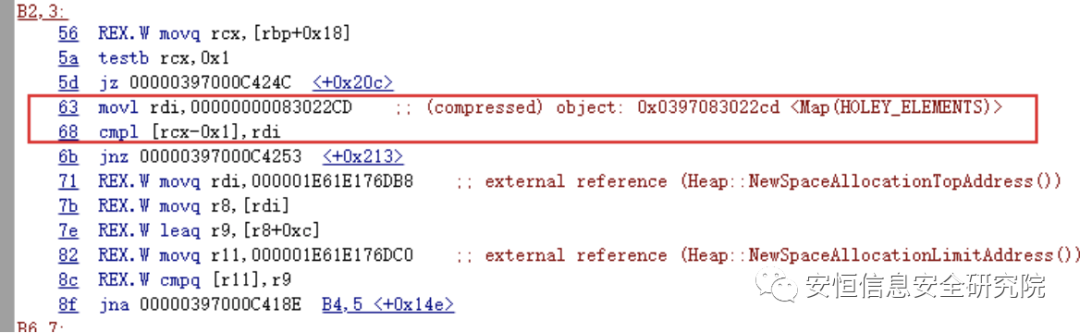 B2,3:
56 REX.W movq rcx,[rbp+0x18]
5a testb rcx,0x1
5d jz 00000397000C424C <+0x20c>
63 movl rdi,00000000083022CD ;; (compressed) object: 0x0397083022cd <Map(HOLEY_ELEMENTS)>
68 cmpl [rcx-0x1],rdi
6b jnz 00000397000C4253 <+0x213>
71 REX.W movq rdi,000001E61E176DB8 ;; external reference (Heap::NewSpaceAllocationTopAddress())
7b REX.W movq r8,[rdi]
7e REX.W leaq r9,[r8+0xc]
82 REX.W movq r11,000001E61E176DC0 ;; external reference (Heap::NewSpaceAllocationLimitAddress())
8c REX.W cmpq [r11],r9
8f jna 00000397000C418E B4,5 <+0x14e>
安恒信息安全研究院
B6,7: